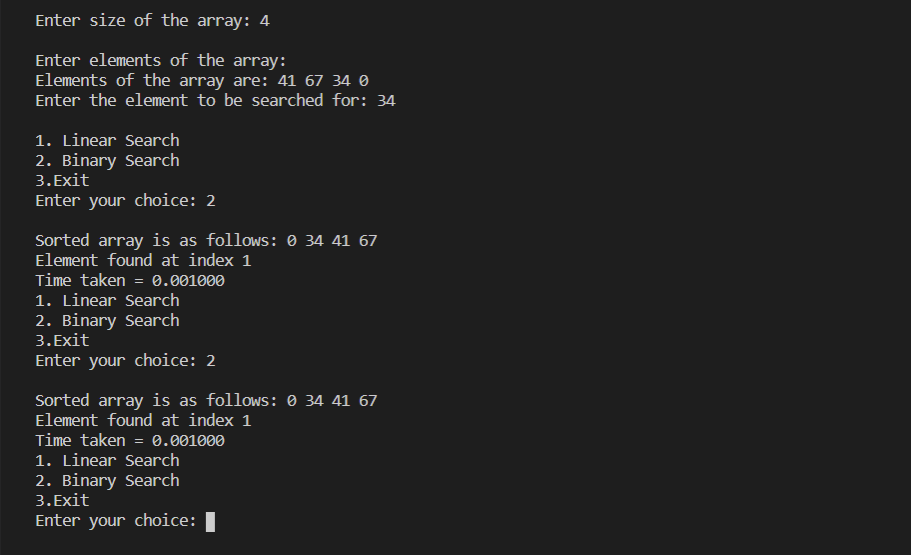 Enter size of the array: 4
Enter elements of the array:
Elements of the array are: 41 67 34 0
Enter the element to be searched for: 34
1. Linear Search
2. Binary Search
3.Exit
Enter your choice: 2
Sorted array is as follows: 0 34 41 67
Element found at index 1
Time taken = 0.001000
1. Linear Search
2. Binary Search
3.Exit
Enter your choice: 2
Sorted array is as follows: 0 34 41 67
Element found at index 1
Time taken = 0.001000
1. Linear Search
2. Binary Search
3.Exit
Enter your choice: